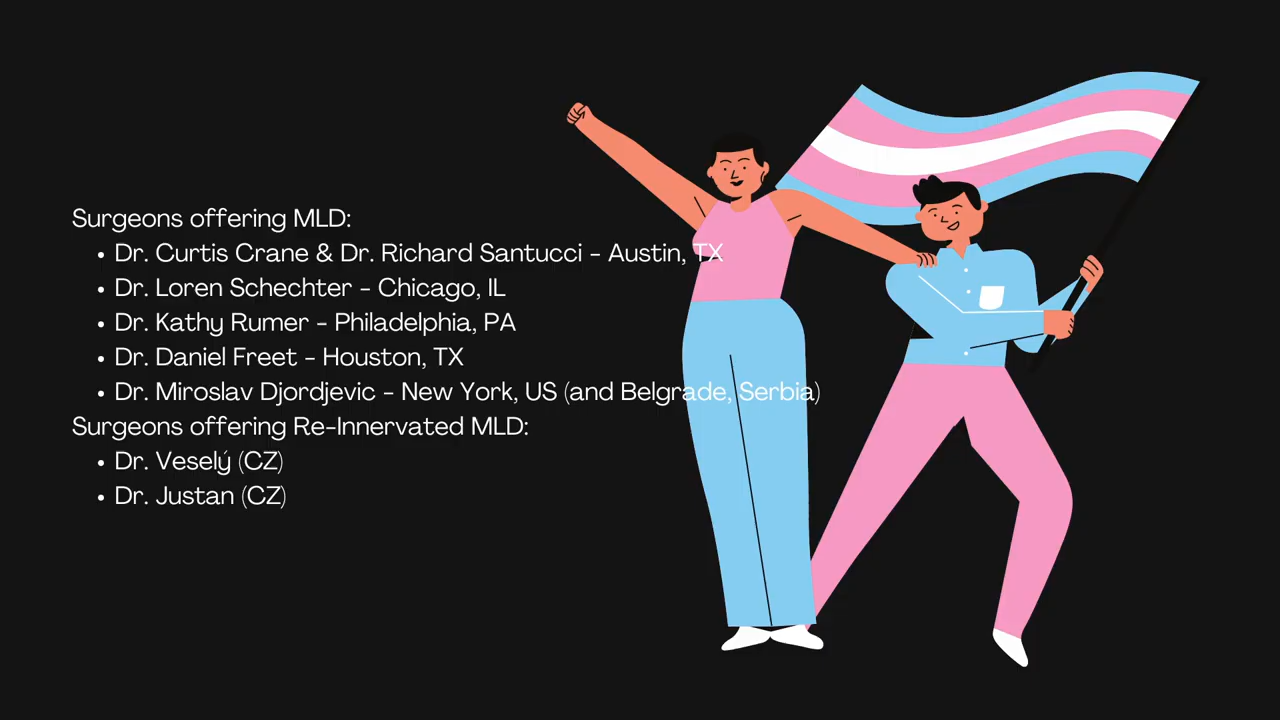 Surgeons offering MLD:
• Dr. Curtis Crane & Dr. Richard Santucci - Austin, TX
• Dr. Loren Schechter - Chicago, IL
• Dr. Kathy Rumer - Philadelphia, PA
• Dr. Daniel Freet - Houston, TX
• Dr. Miroslav Djordjevic - New York, US (and Belgrade, Serbia)
Surgeons offering Re-Innervated MLD:
• Dr. Veselý (CZ)
• Dr. Justan (CZ)